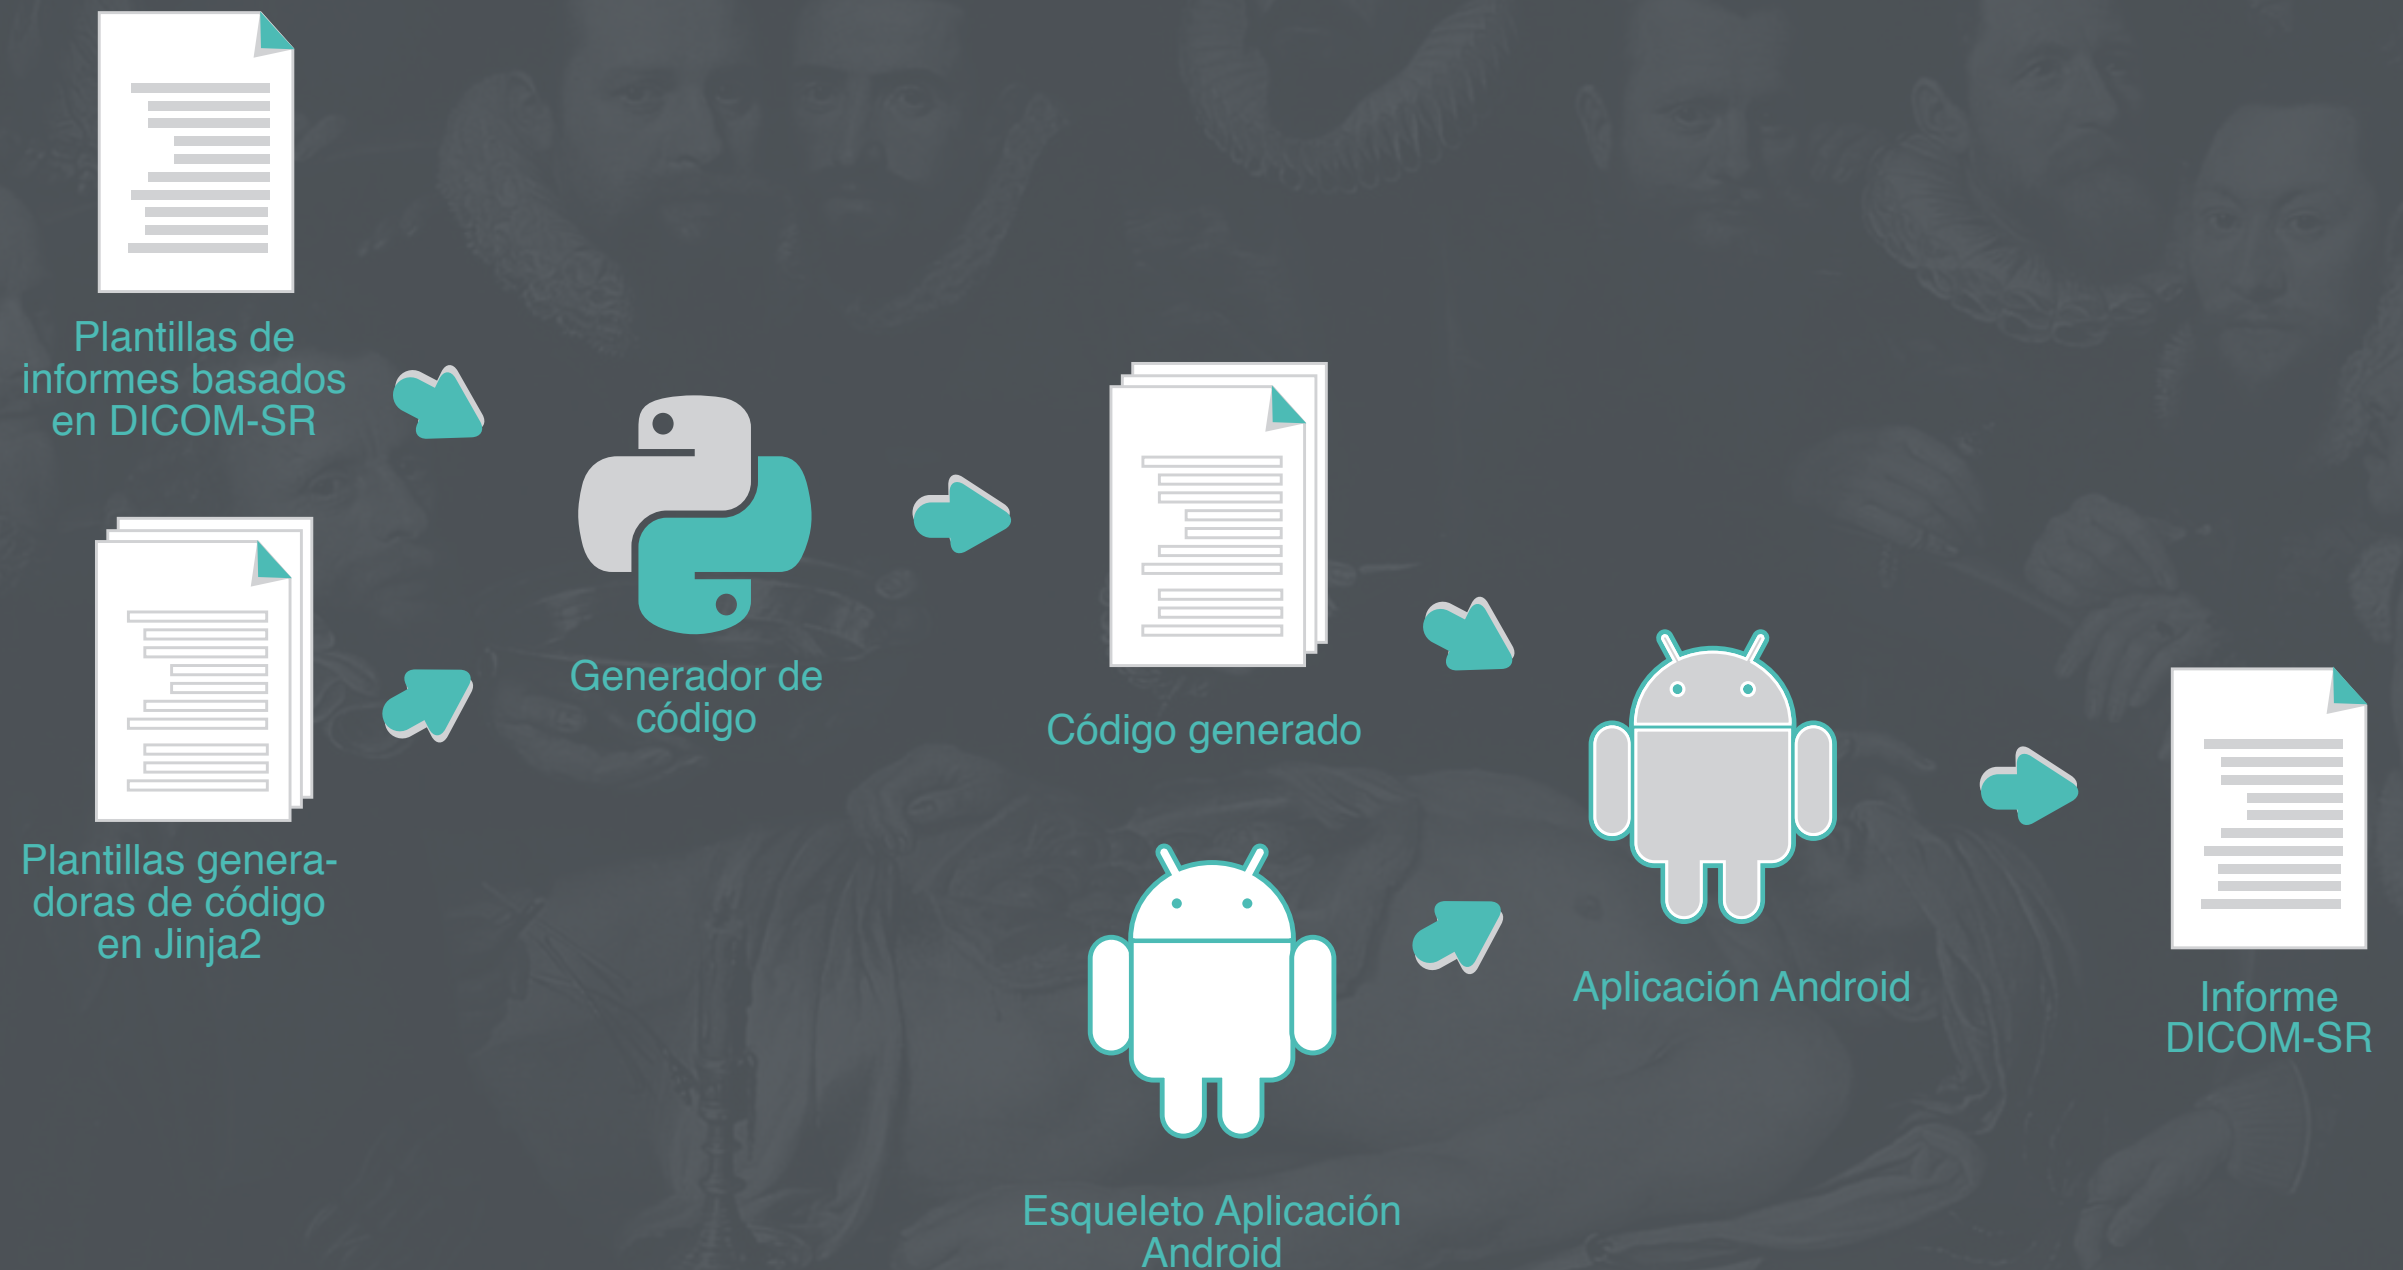 Plantillas de
informes basados
en DICOM-SR
Plantillas genera-
doras de código
en Jinja2
Generador de
código
Código generado
Esqueleto Aplicación
Android
Aplicación Android
Informe
DICOM-SR